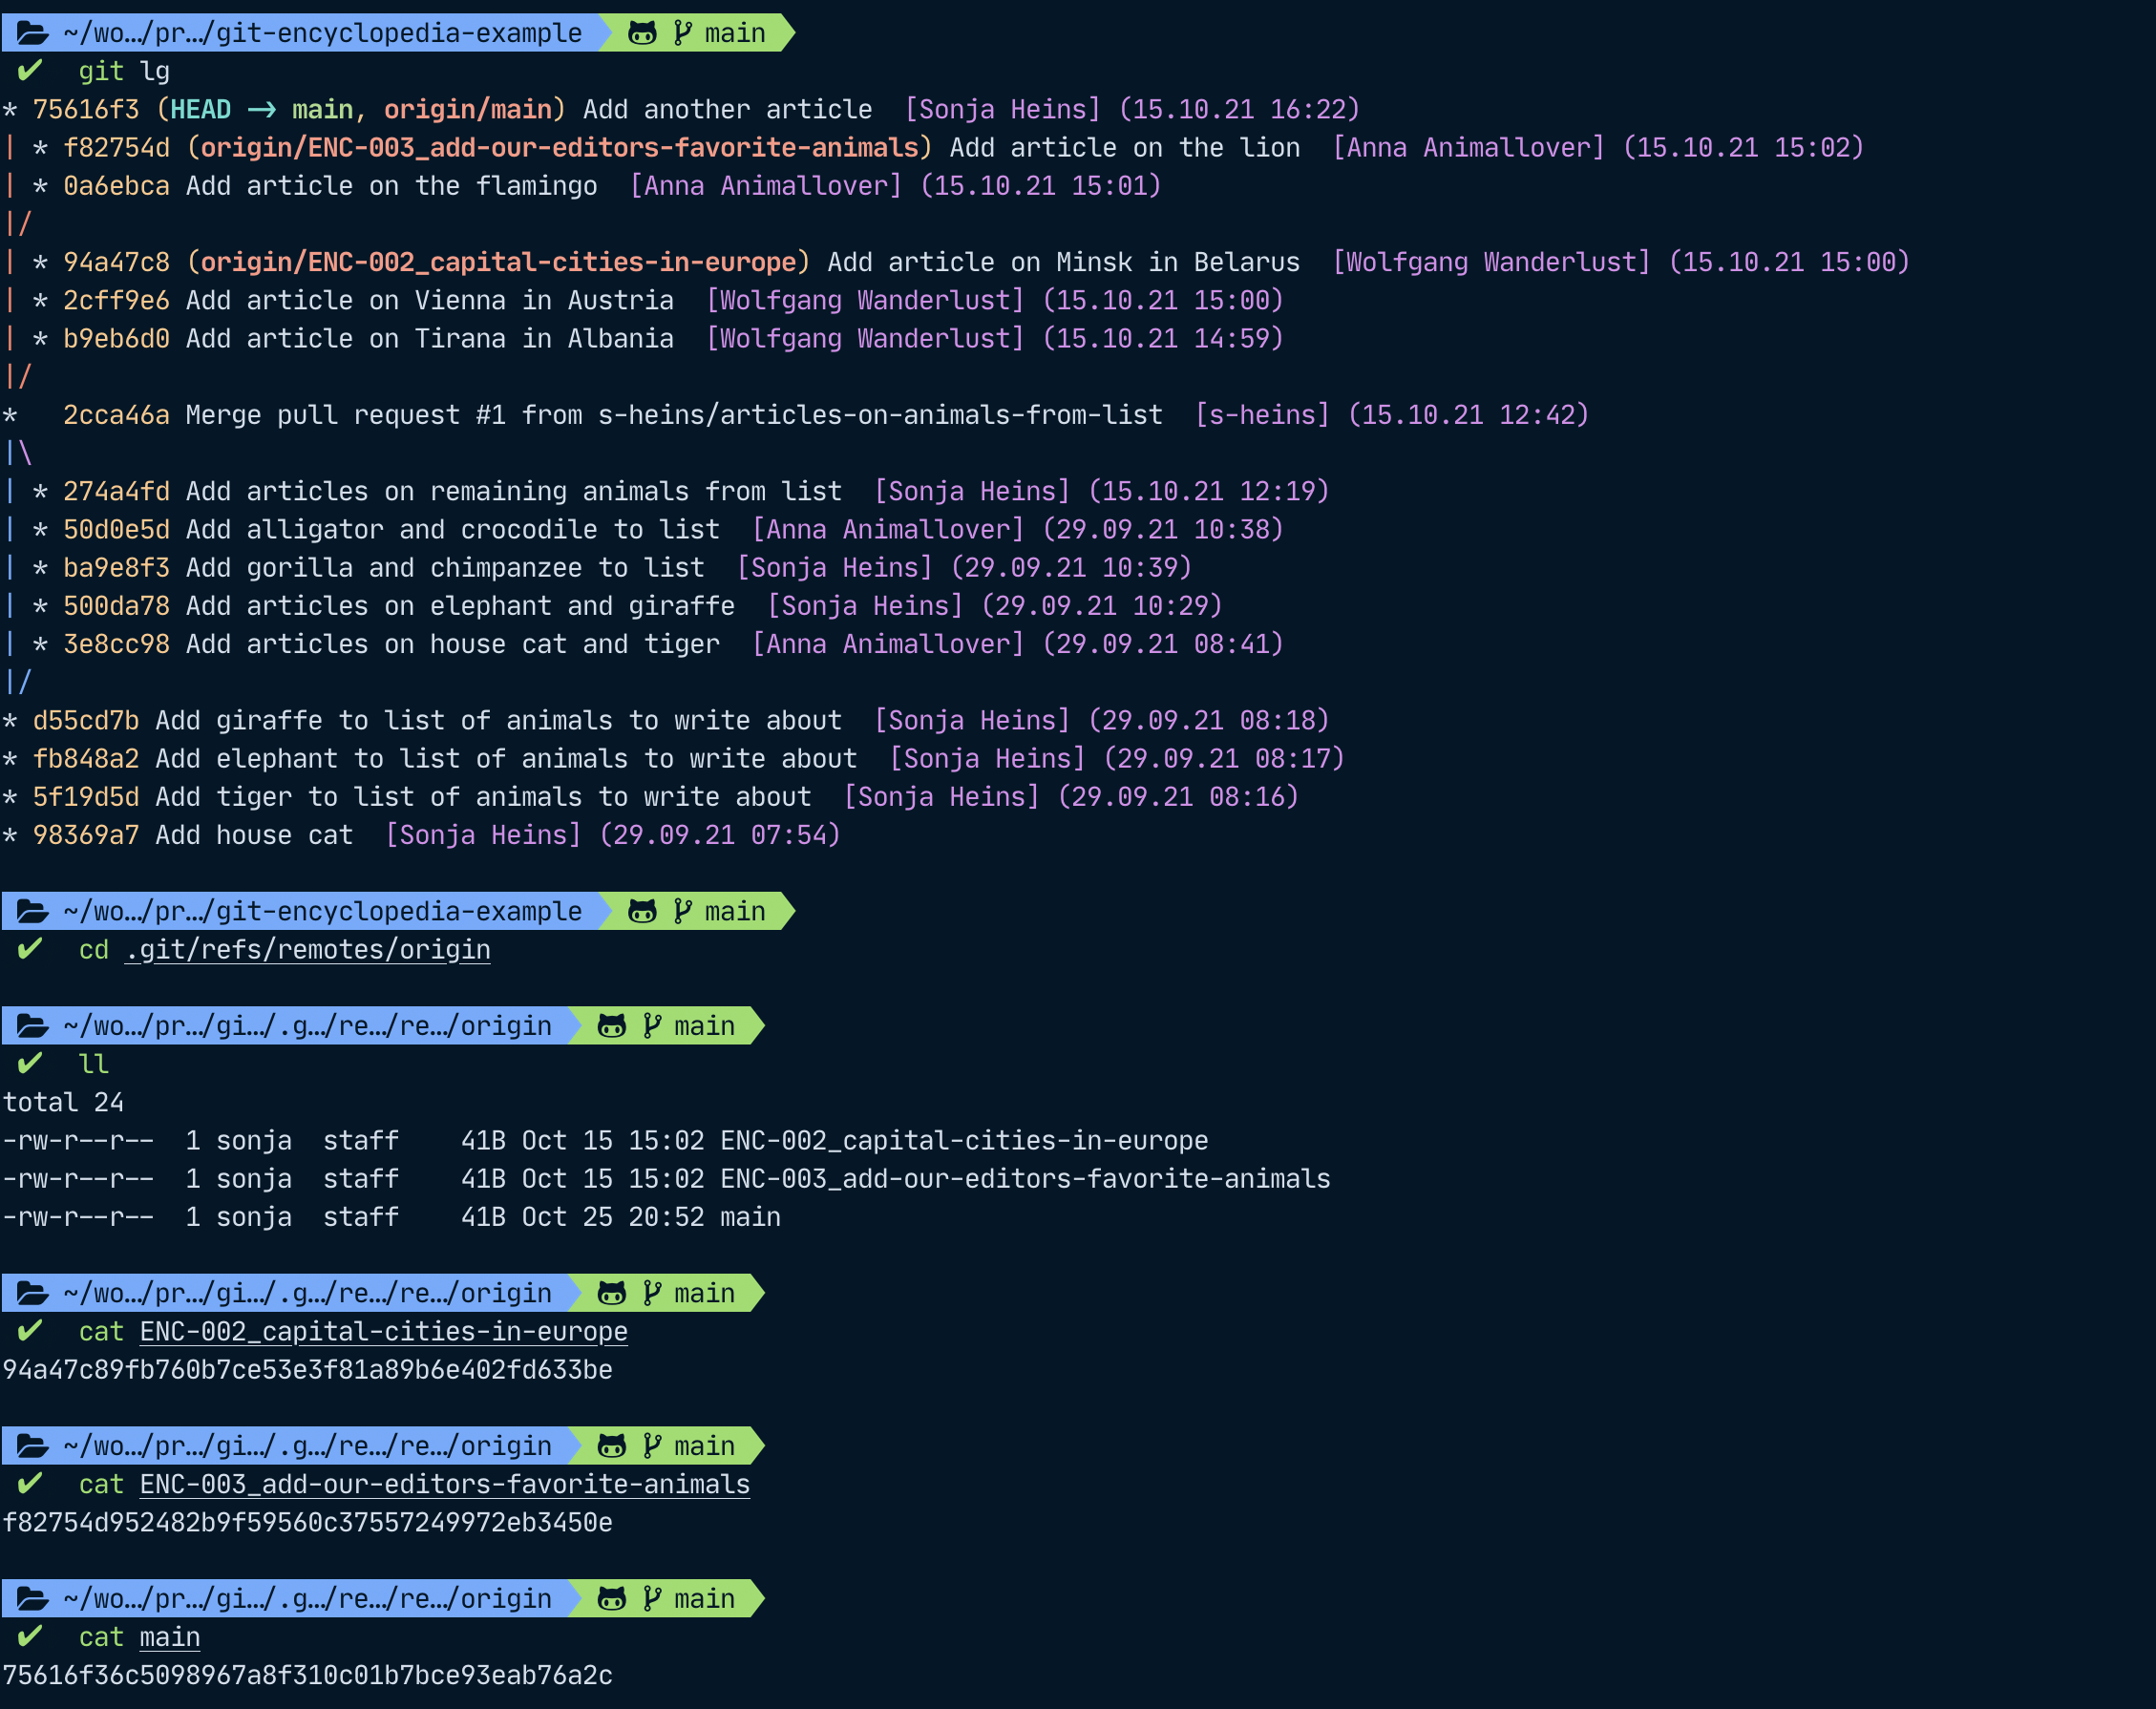 ~/wo…/pr…/git-encyclopedia-example main
✔ git lg
* 75616f3 (HEAD -> main, origin/main) Add another article  [Sonja Heins] (15.10.21 16:22)
| * f82754d (origin/ENC-003_add-our-editors-favorite-animals) Add article on the lion  [Anna Animallover] (15.10.21 15:02)
| * 0a6ebca Add article on the flamingo  [Anna Animallover] (15.10.21 15:01)
|/
| * 94a47c8 (origin/ENC-002_capital-cities-in-europe) Add article on Minsk in Belarus  [Wolfgang Wanderlust] (15.10.21 15:00)
| * 2cff9e6 Add article on Vienna in Austria  [Wolfgang Wanderlust] (15.10.21 15:00)
| * b9eb6d0 Add article on Tirana in Albania  [Wolfgang Wanderlust] (15.10.21 14:59)
|/
*   2cca46a Merge pull request #1 from s-heins/articles-on-animals-from-list  [s-heins] (15.10.21 12:42)
|\
| * 274a4fd Add articles on remaining animals from list  [Sonja Heins] (15.10.21 12:19)
| * 50d0e5d Add alligator and crocodile to list  [Anna Animallover] (29.09.21 10:38)
| * ba9e8f3 Add gorilla and chimpanzee to list  [Sonja Heins] (29.09.21 10:39)
| * 500da78 Add articles on elephant and giraffe  [Sonja Heins] (29.09.21 10:29)
| * 3e8cc98 Add articles on house cat and tiger  [Anna Animallover] (29.09.21 08:41)
|/
* d55cd7b Add giraffe to list of animals to write about  [Sonja Heins] (29.09.21 08:18)
* fb848a2 Add elephant to list of animals to write about  [Sonja Heins] (29.09.21 08:17)
* 5f19d5d Add tiger to list of animals to write about  [Sonja Heins] (29.09.21 08:16)
* 98369a7 Add house cat  [Sonja Heins] (29.09.21 07:54)
~/wo…/pr…/git-encyclopedia-example main
✔ cd .git/refs/remotes/origin
~/wo…/pr…/gi…/.g…/re…/re…/origin main
✔ ll
total 24
-rw-r--r--  1 sonja  staff    41B Oct 15 15:02 ENC-002_capital-cities-in-europe
-rw-r--r--  1 sonja  staff    41B Oct 15 15:02 ENC-003_add-our-editors-favorite-animals
-rw-r--r--  1 sonja  staff    41B Oct 25 20:52 main
~/wo…/pr…/gi…/.g…/re…/re…/origin main
✔ cat ENC-002_capital-cities-in-europe
94a47c89fb760b7ce53e3f81a89b6e402fd633be
~/wo…/pr…/gi…/.g…/re…/re…/origin main
✔ cat ENC-003_add-our-editors-favorite-animals
f82754d952482b9f59560c37557249972eb3450e
~/wo…/pr…/gi…/.g…/re…/re…/origin main
✔ cat main
75616f36c5098967a8f310c01b7bce93eab76a2c